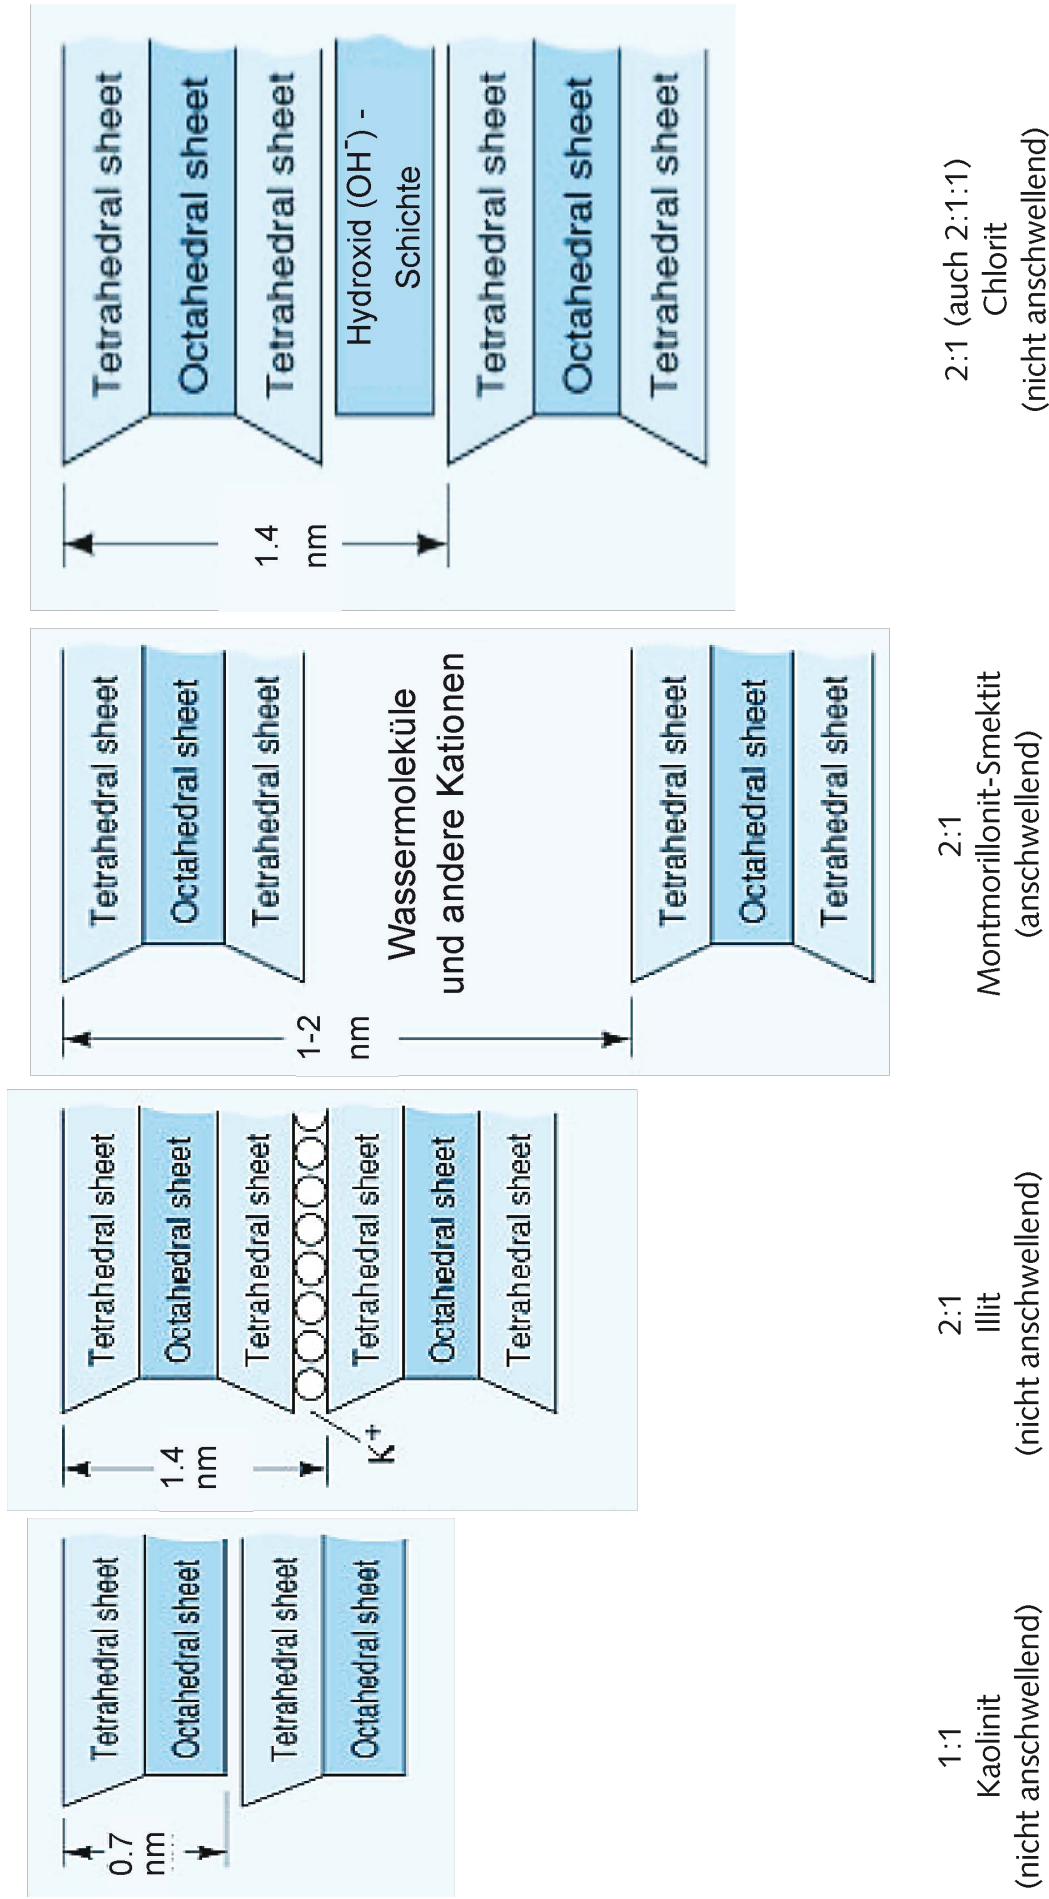 0.7
nm
Tetrahedral sheet
Octahedral sheet
Tetrahedral sheet
Octahedral sheet
1:1
Kaolinit
(nicht anschwellend)
1.4
nm
Tetrahedral sheet
Octahedral sheet
Tetrahedral sheet
K+
Tetrahedral sheet
Octahedral sheet
Tetrahedral sheet
2:1
Illit
(nicht anschwellend)
1-2
nm
Tetrahedral sheet
Octahedral sheet
Tetrahedral sheet
Wassermoleküle
und andere Kationen
Tetrahedral sheet
Octahedral sheet
Tetrahedral sheet
2:1
Montmorillonit-Smektit
(anschwellend)
1.4
nm
Tetrahedral sheet
Octahedral sheet
Tetrahedral sheet
Hydroxid (OH⁻) -
Schichte
Tetrahedral sheet
Octahedral sheet
Tetrahedral sheet
2:1 (auch 2:1:1)
Chlorit
(nicht anschwellend)